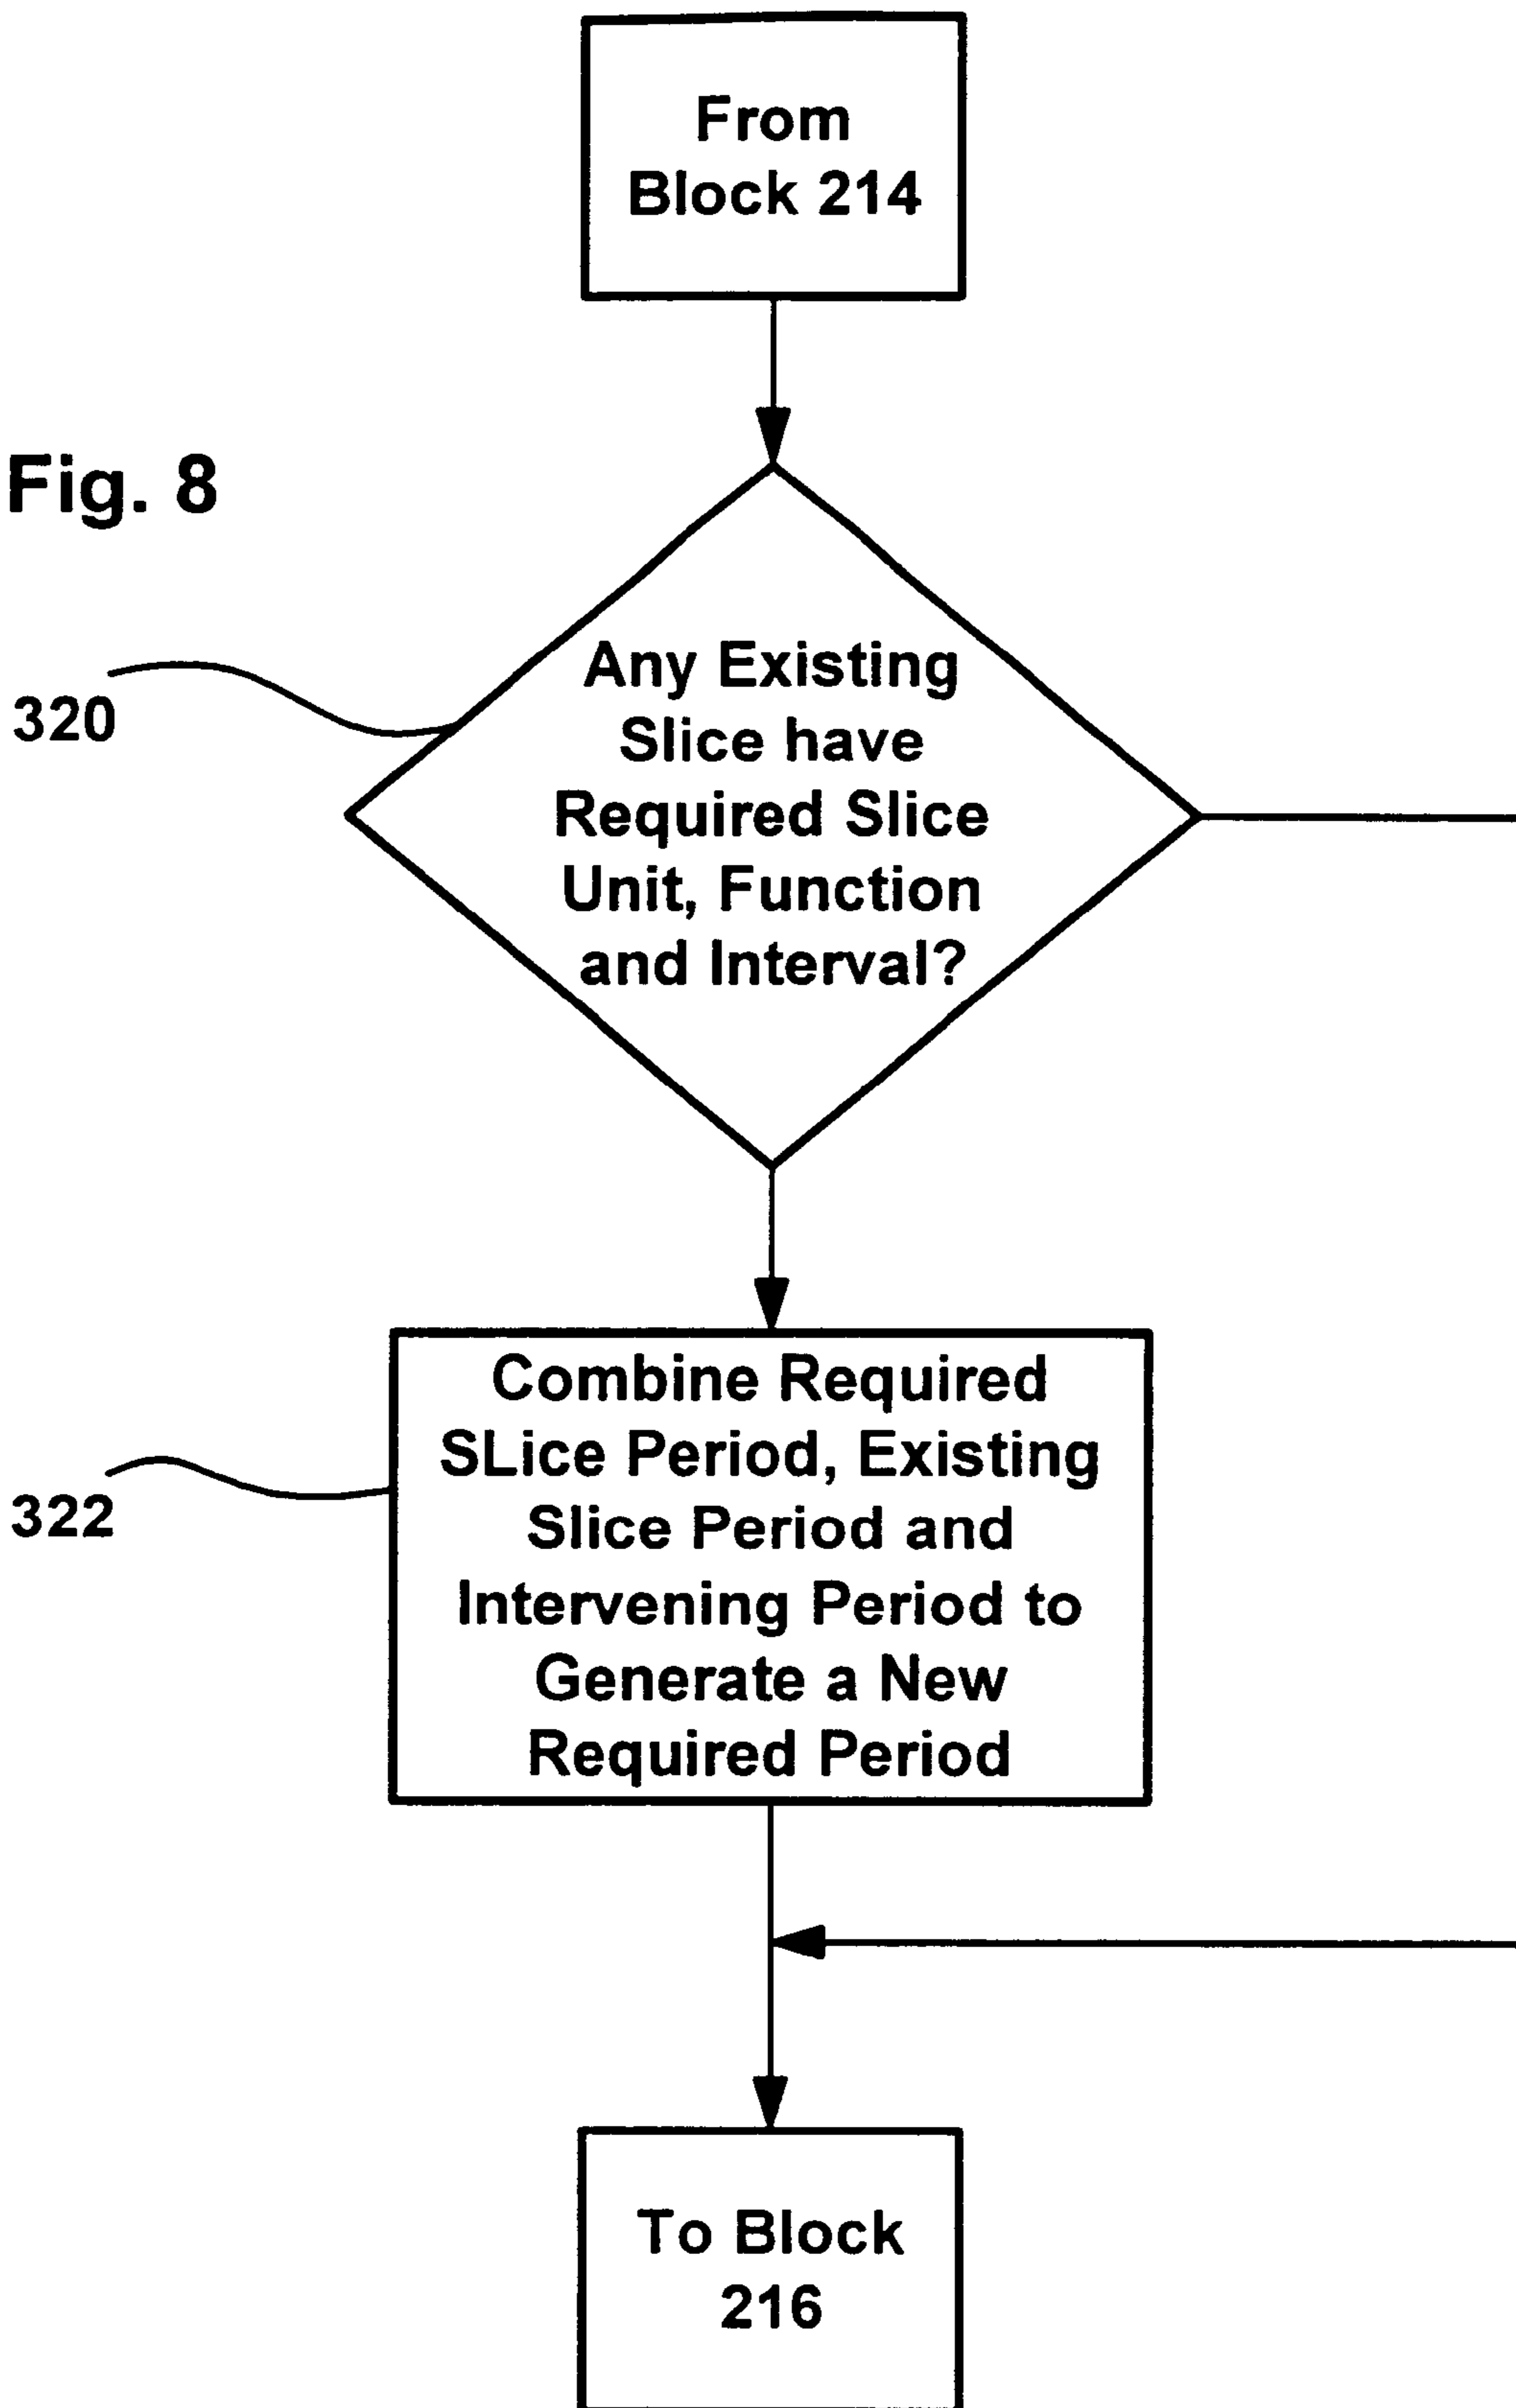 From
Block 214
Fig. 8
320
Any Existing
Slice have
Required Slice
Unit, Function
and Interval?
322
Combine Required
SLice Period, Existing
Slice Period and
Intervening Period to
Generate a New
Required Period
To Block
216